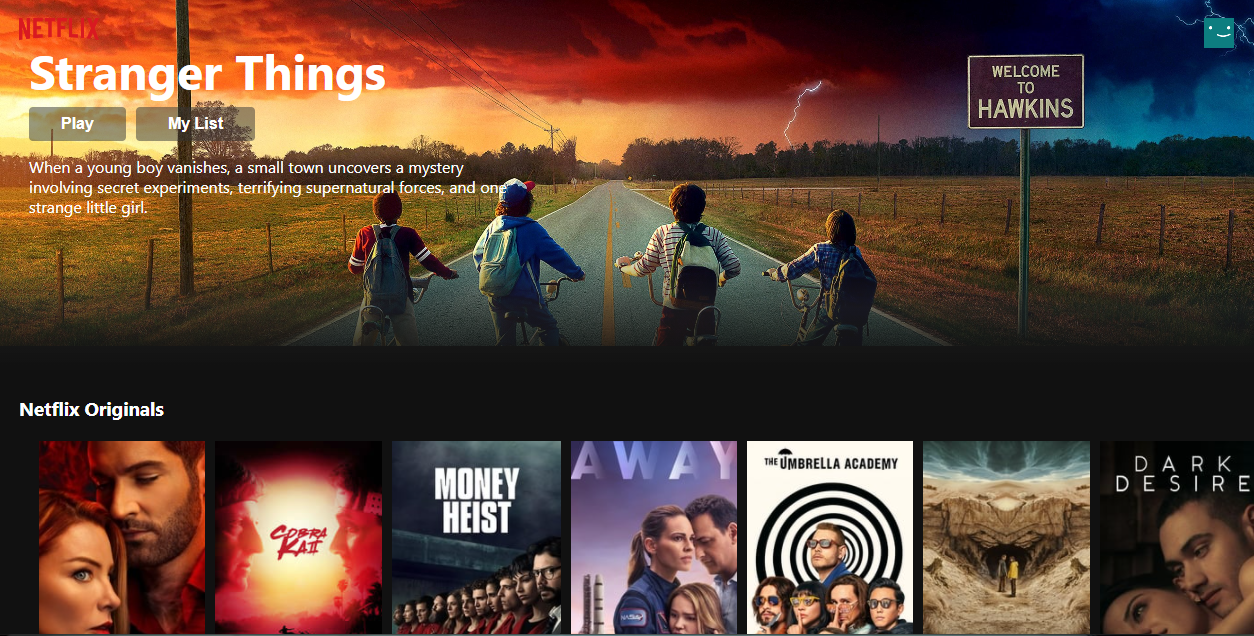 NETFLIX
Stranger Things
Play
My List
When a young boy vanishes, a small town uncovers a mystery
involving secret experiments, terrifying supernatural forces, and one
strange little girl.
WELCOME
TO
HAWKINS
Netflix Originals
COBRA
KAI
MONEY
HEIST
AWAY
NASA
THE UMBRELLA ACADEMY
DARK
DESIRE